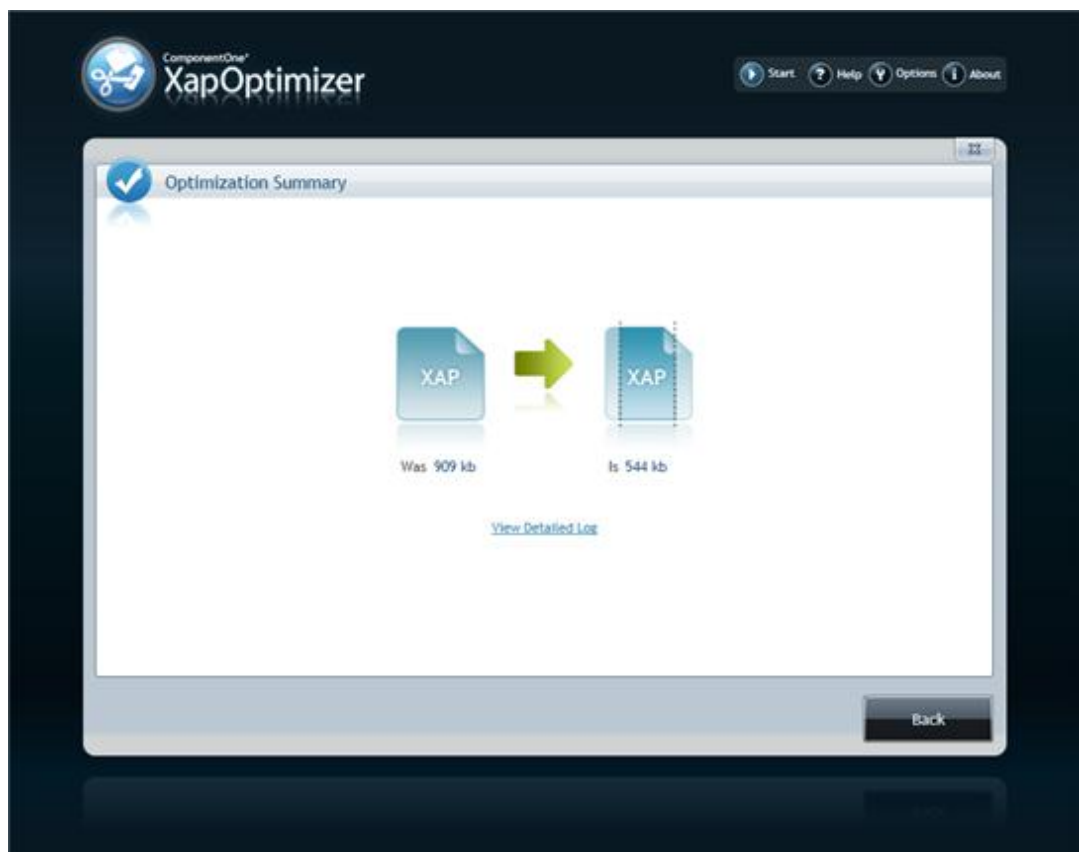 ComponentOne®
XapOptimizer
Start Help Options About
Optimization Summary
XAP XAP
Was 909 kb Is 544 kb
View Detailed Log
Back